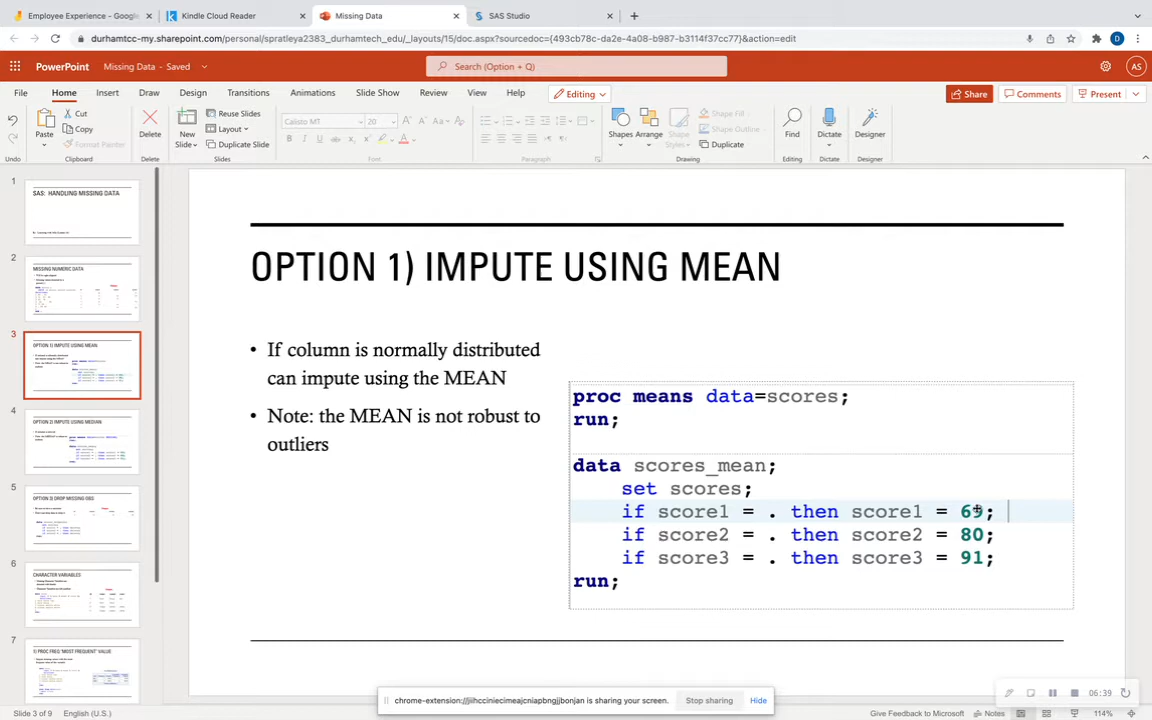 Employee Experience - Google
Kindle Cloud Reader
Missing Data
SAS Studio
durhamtcc-my.sharepoint.com/personal/spratleya2383_durhamtech_edu/_layouts/15/doc.aspx?sourcedoc={493cb78c-da2e-4a08-b987-b3114f37cc77}&action=edit
PowerPoint
Missing Data - Saved
Search (Option + Q)
AS
File
Home
Insert
Draw
Design
Transitions
Animations
Slide Show
Review
View
Help
Editing
Share
Comments
Present
Undo
Paste
Cut
Copy
Format Painter
Clipboard
Delete
Delete
New
Slide
Reuse Slides
Layout
Duplicate Slide
Slides
Calisto MT
20
Font
Paragraph
Shapes
Arrange
Shape
Styles
Shape Fill
Shape Outline
Duplicate
Drawing
Find
Editing
Dictate
Dictate
Designer
Designer
1
SAS: HANDLING MISSING DATA
2
MISSING NUMERIC DATA
3
OPTION 1) IMPUTE USING MEAN
4
OPTION 2) IMPUTE USING MEDIAN
5
OPTION 3) DROP MISSING OBS
6
CHARACTER VARIABLES
7
1) PROC FREQ 'MOST FREQUENT' VALUE
OPTION 1) IMPUTE USING MEAN
• If column is normally distributed
can impute using the MEAN
• Note: the MEAN is not robust to
outliers
proc means data=scores;
run;
data scores_mean;
set scores;
if score1 = . then score1 = 69;
if score2 = . then score2 = 80;
if score3 = . then score3 = 91;
run;
chrome-extension://jiihcciniecimeajcniapbngjjbonjan is sharing your screen.
Stop sharing
Hide
06:39
Slide 3 of 9
English (U.S.)
Give Feedback to Microsoft
Notes
114%